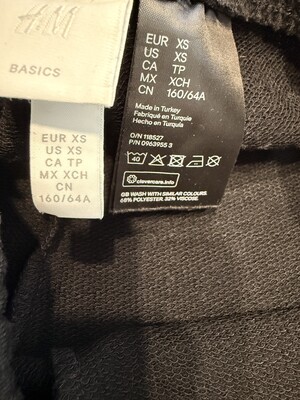 H&M
BASICS
EUR XS
US XS
CA TP
MX XCH
CN
160/64A
EUR XS
US XS
CA TP
MX XCH
CN 160/64A
Made in Turkey
Fabriqué en Turquie
Hecho en Turquía
O/N 118527
P/N 0963955 3
40
clevercare.info
GB WASH WITH SIMILAR COLOURS.
68% POLYESTER. 32% VISCOSE.